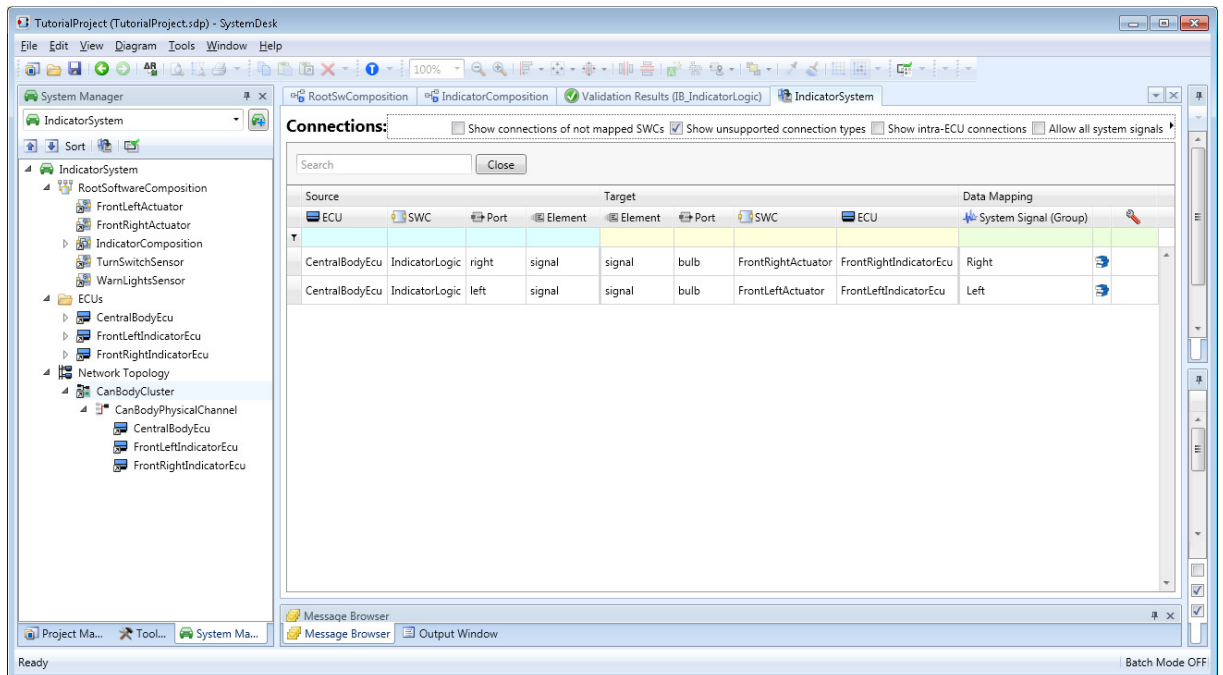 TutorialProject (TutorialProject.sdp) - SystemDesk
File Edit View Diagram Tools Window Help
100%
System Manager
RootSwComposition IndicatorComposition Validation Results (IB_IndicatorLogic) IndicatorSystem
IndicatorSystem
Connections: Show connections of not mapped SWCs Show unsupported connection types Show intra-ECU connections Allow all system signals
Sort
Search Close
IndicatorSystem
RootSoftwareComposition
FrontLeftActuator
FrontRightActuator
IndicatorComposition
TurnSwitchSensor
WarnLightsSensor
ECUs
CentralBodyEcu
FrontLeftIndicatorEcu
FrontRightIndicatorEcu
Network Topology
CanBodyCluster
CanBodyPhysicalChannel
CentralBodyEcu
FrontLeftIndicatorEcu
FrontRightIndicatorEcu
Source Target Data Mapping
ECU SWC Port Element Element Port SWC ECU System Signal (Group)
CentralBodyEcu IndicatorLogic right signal signal bulb FrontRightActuator FrontRightIndicatorEcu Right
CentralBodyEcu IndicatorLogic left signal signal bulb FrontLeftActuator FrontLeftIndicatorEcu Left
Message Browser
Project Ma... Tool... System Ma... Message Browser Output Window
Ready Batch Mode OFF